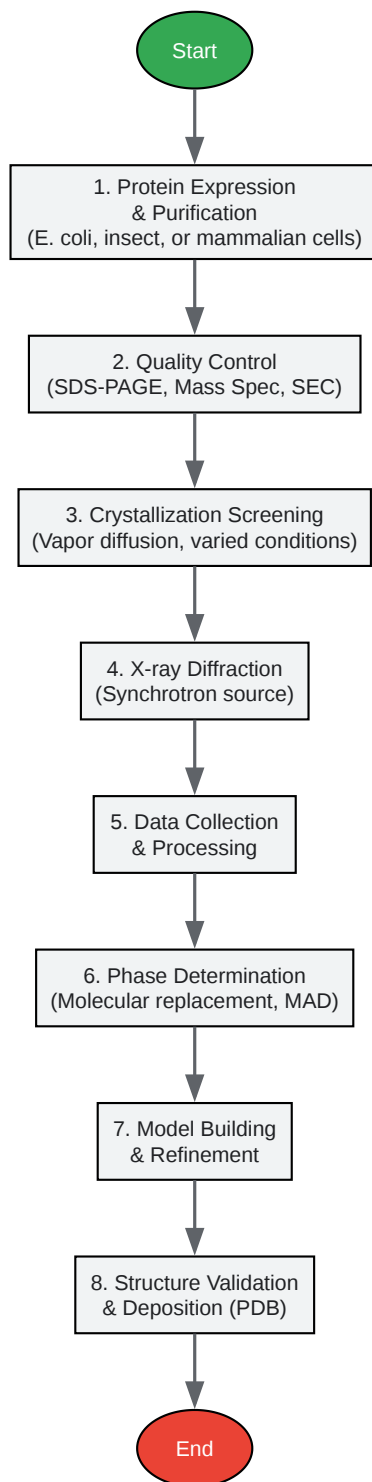 Start
1. Protein Expression
& Purification
(E. coli, insect, or mammalian cells)
2. Quality Control
(SDS-PAGE, Mass Spec, SEC)
3. Crystallization Screening
(Vapor diffusion, varied conditions)
4. X-ray Diffraction
(Synchrotron source)
5. Data Collection
& Processing
6. Phase Determination
(Molecular replacement, MAD)
7. Model Building
& Refinement
8. Structure Validation
& Deposition (PDB)
End